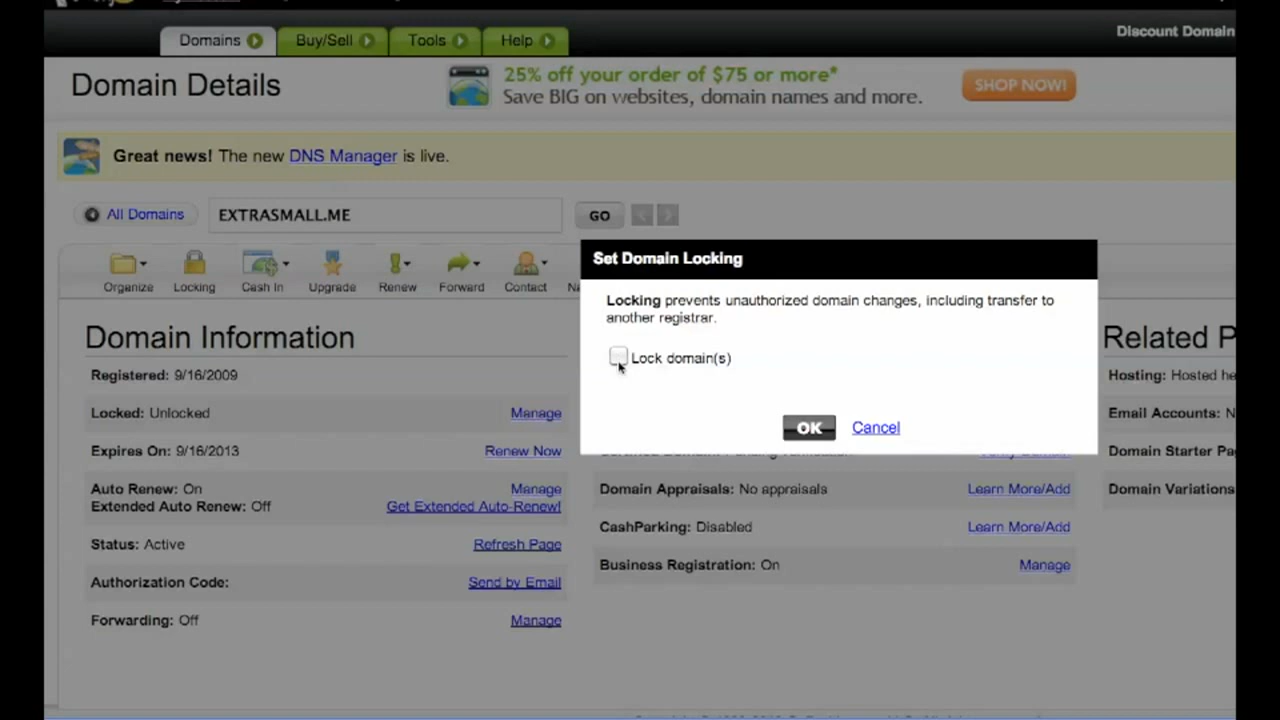 Domains
Buy/Sell
Tools
Help
Discount Domain
Domain Details
25% off your order of $75 or more*
Save BIG on websites, domain names and more.
SHOP NOW!
Great news! The new DNS Manager is live.
All Domains
EXTRASMALL.ME
GO
Organize
Locking
Cash In
Upgrade
Renew
Forward
Contact
Set Domain Locking
Locking prevents unauthorized domain changes, including transfer to
another registrar.
Lock domain(s)
OK
Cancel
Domain Information
Registered: 9/16/2009
Locked: Unlocked
Manage
Expires On: 9/16/2013
Renew Now
Auto Renew: On
Manage
Extended Auto Renew: Off
Get Extended Auto-Renew!
Status: Active
Refresh Page
Authorization Code:
Send by Email
Forwarding: Off
Manage
Domain Appraisals: No appraisals
Learn More/Add
CashParking: Disabled
Learn More/Add
Business Registration: On
Manage
Related P
Hosting: Hosted he
Email Accounts: N
Domain Starter Pa
Domain Variations